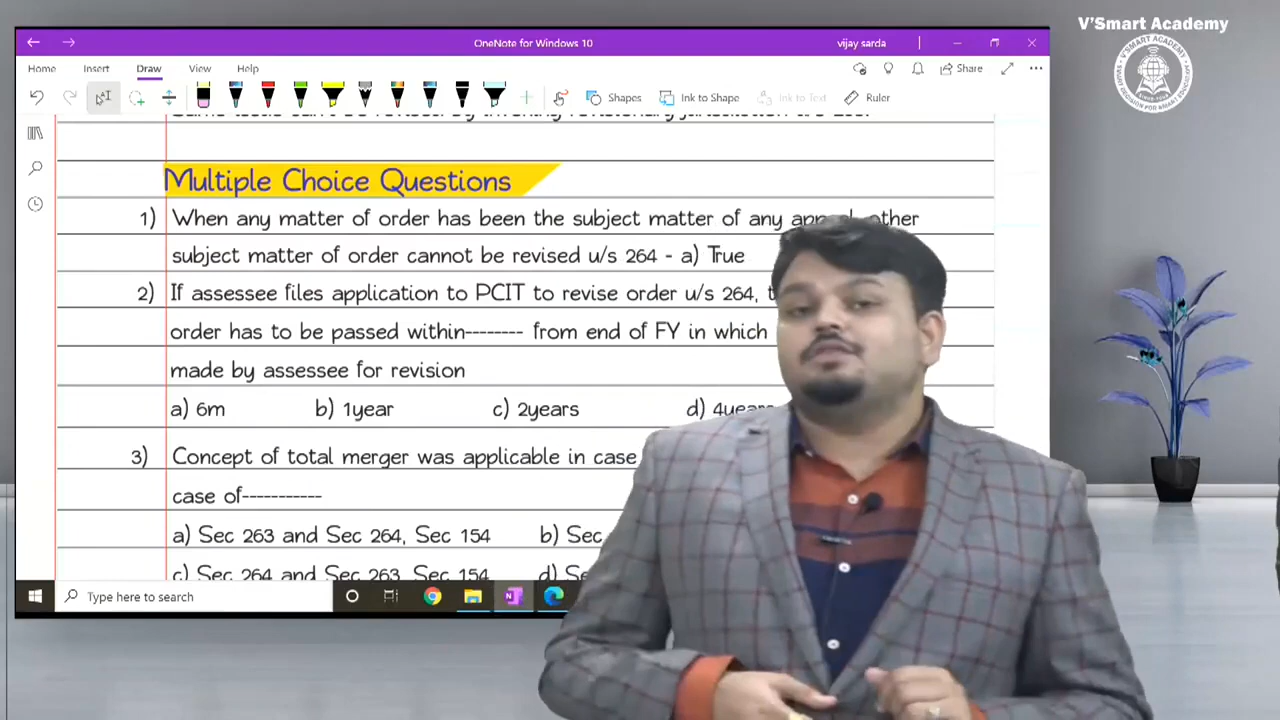 V'Smart Academy
OneNote for Windows 10
vijay sarda
Home Insert Draw View Help
Share
Shapes Ink to Shape Ink to Text Ruler
Multiple Choice Questions
1) When any matter of order has been the subject matter of any other
subject matter of order cannot be revised u/s 264 - a) True
2) If assessee files application to PCIT to revise order u/s 264,
order has to be passed within-------- from end of FY in which
made by assessee for revision
a) 6m b) 1year c) 2years d) 4years
3) Concept of total merger was applicable in case
case of-----------
a) Sec 263 and Sec 264, Sec 154 b) Sec
c) Sec 264 and Sec 263, Sec 154 d)
Type here to search